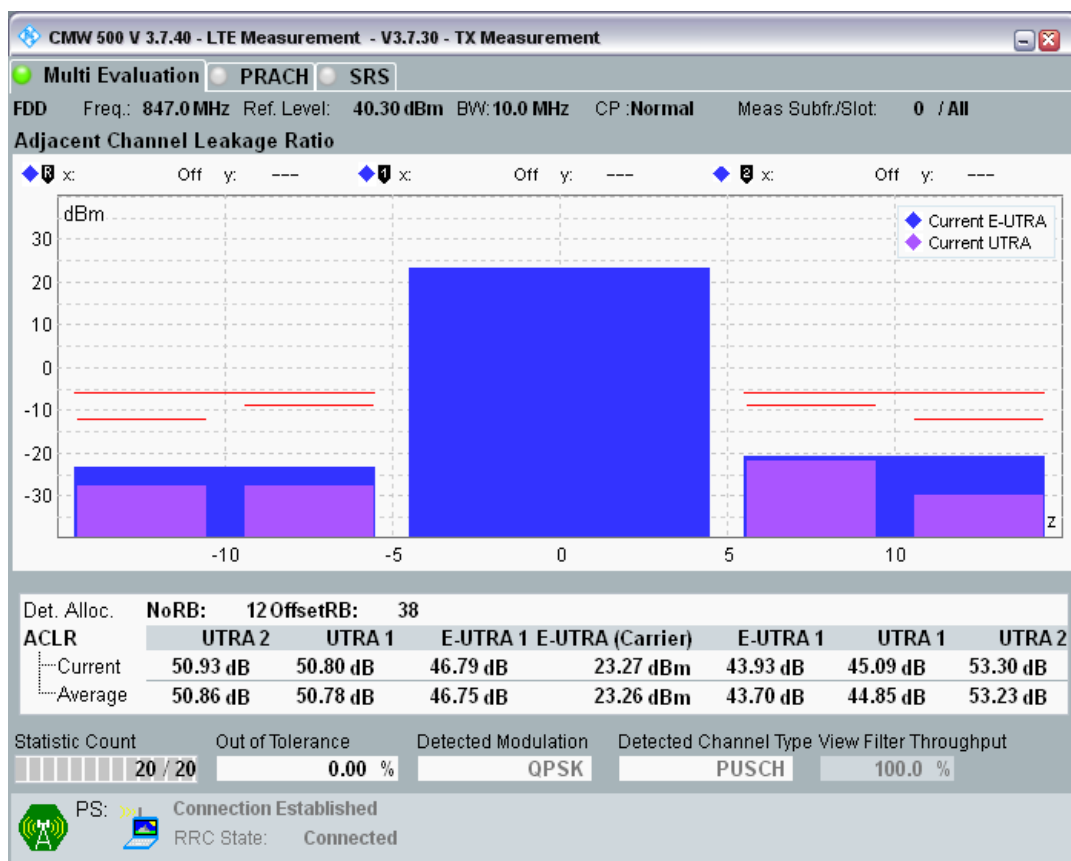 CMW 500 V 3.7.40 - LTE Measurement - V3.7.30 - TX Measurement
Multi Evaluation PRACH SRS
FDD Freq.: 847.0 MHz Ref. Level: 40.30 dBm BW: 10.0 MHz CP :Normal Meas Subfr./Slot: 0 / All
Adjacent Channel Leakage Ratio
R x: Off y: --- 1 x: Off y: --- 2 x: Off y: ---
dBm
Current E-UTRA
Current UTRA
30
20
10
0
-10
-20
-30
z
-10 -5 0 5 10
Det. Alloc. NoRB: 12 OffsetRB: 38
ACLR UTRA 2 UTRA 1 E-UTRA 1 E-UTRA (Carrier) E-UTRA 1 UTRA 1 UTRA 2
Current 50.93 dB 50.80 dB 46.79 dB 23.27 dBm 43.93 dB 45.09 dB 53.30 dB
Average 50.86 dB 50.78 dB 46.75 dB 23.26 dBm 43.70 dB 44.85 dB 53.23 dB
Statistic Count Out of Tolerance Detected Modulation Detected Channel Type View Filter Throughput
20 / 20 0.00 % QPSK PUSCH 100.0 %
PS: Connection Established
RRC State: Connected